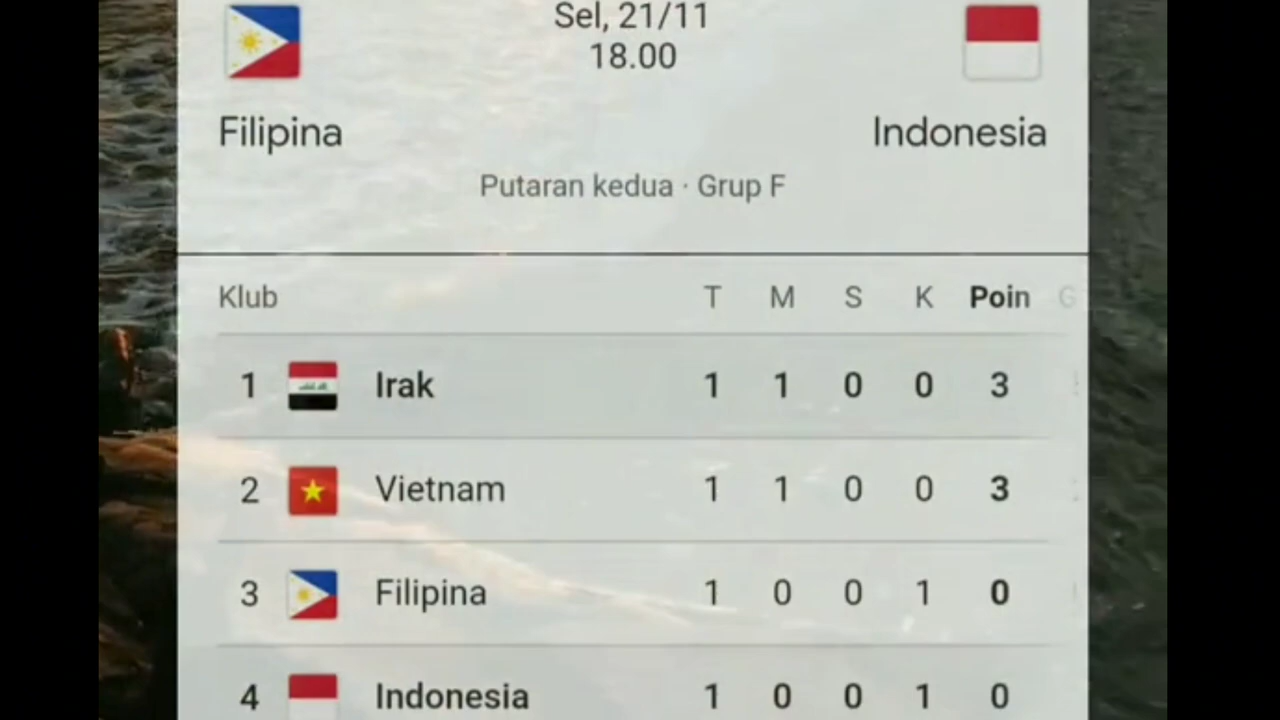 Sel, 21/11
18.00
Filipina Indonesia
Putaran kedua · Grup F
Klub T M S K Poin G
1 Irak 1 1 0 0 3
2 Vietnam 1 1 0 0 3
3 Filipina 1 0 0 1 0
4 Indonesia 1 0 0 1 0